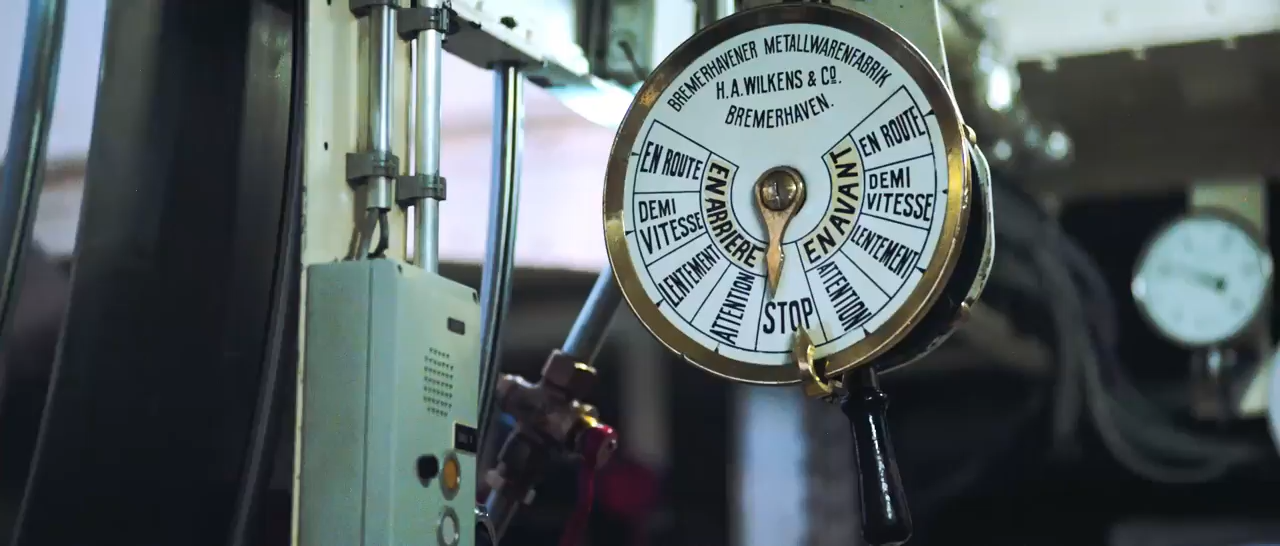 BREMERHAVENER METALLWARENFABRIK
H.A.WILKENS & Co.
BREMERHAVEN.
EN ROUTE
DEMI
VITESSE
LENTEMENT
ATTENTION
EN ARRIERE
STOP
EN AVANT
ATTENTION
LENTEMENT
DEMI
VITESSE
EN ROUTE